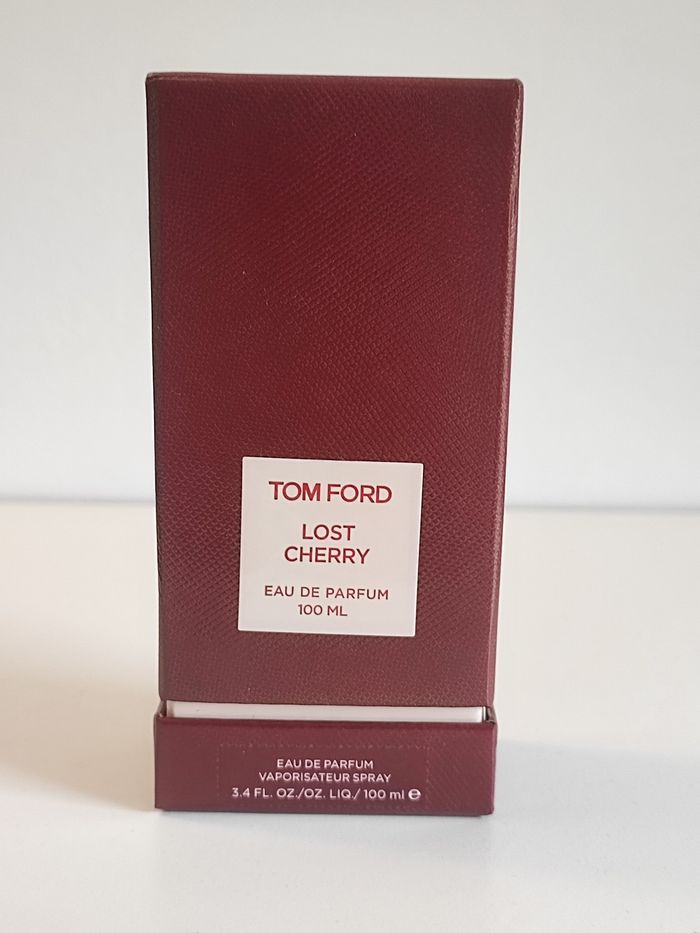 TOM FORD
LOST
CHERRY
EAU DE PARFUM
100 ML
EAU DE PARFUM
VAPORISATEUR SPRAY
3.4 FL. OZ./OZ. LIQ./ 100 ml ℮